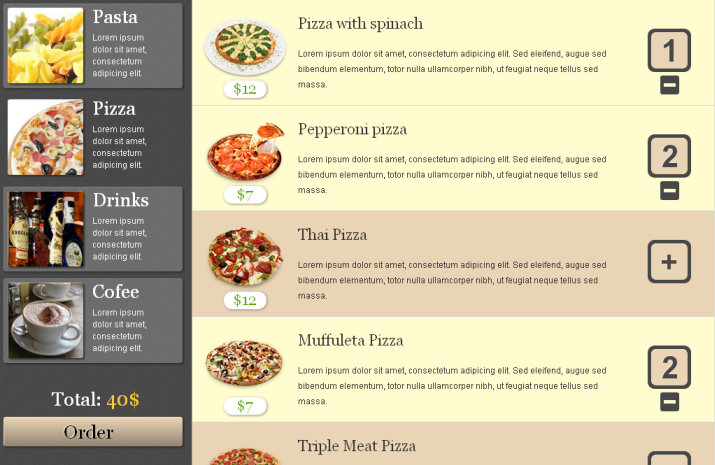 Pasta
Lorem ipsum
dolor sit amet,
consectetum
adipicing elit.
Pizza
Lorem ipsum
dolor sit amet,
consectetum
adipicing elit.
Drinks
Lorem ipsum
dolor sit amet,
consectetum
adipicing elit.
Cofee
Lorem ipsum
dolor sit amet,
consectetum
adipicing elit.
Total: 40$
Order
Pizza with spinach
Lorem ipsum dolor sit amet, consectetum adipicing elit. Sed eleifend, augue sed
bibendum elementum, totor nulla ullamcorper nibh, ut feugiat neque tellus sed
massa.
$12
1
Pepperoni pizza
Lorem ipsum dolor sit amet, consectetum adipicing elit. Sed eleifend, augue sed
bibendum elementum, totor nulla ullamcorper nibh, ut feugiat neque tellus sed
massa.
$7
2
Thai Pizza
Lorem ipsum dolor sit amet, consectetum adipicing elit. Sed eleifend, augue sed
bibendum elementum, totor nulla ullamcorper nibh, ut feugiat neque tellus sed
massa.
$12
+
Muffuleta Pizza
Lorem ipsum dolor sit amet, consectetum adipicing elit. Sed eleifend, augue sed
bibendum elementum, totor nulla ullamcorper nibh, ut feugiat neque tellus sed
massa.
$7
2
Triple Meat Pizza